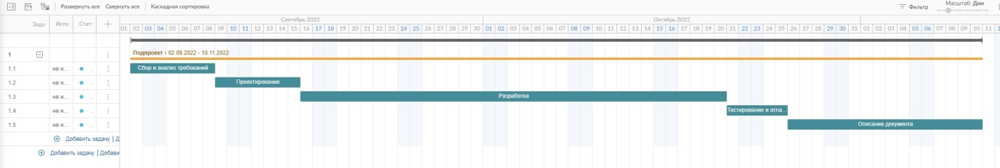 Развернуть все Свернуть все Каскадная сортировка Фильтр Масштаб: Дни
Сентябрь 2022 Октябрь 2022
Зада Испо Стат
01 02 03 04 05 06 07 08 09 10 11 12 13 14 15 16 17 18 19 20 21 22 23 24 25 26 27 28 29 30 01 02 03 04 05 06 07 08 09 10 11 12 13 14 15 16 17 18 19 20 21 22 23 24 25 26 27 28 29 30 31 01 02 03 04 05 06 07 08 09 10 11
1 Подпроект 02.09.2022 - 10.11.2022
1.1 не н... Сбор и анализ требований
1.2 не н... Проектирование
1.3 не н... Разработка
1.4 не н... Тестирование и отла...
1.5 не н... Описание документа
Добавить задачу | Д
Добавить задачу | Добави